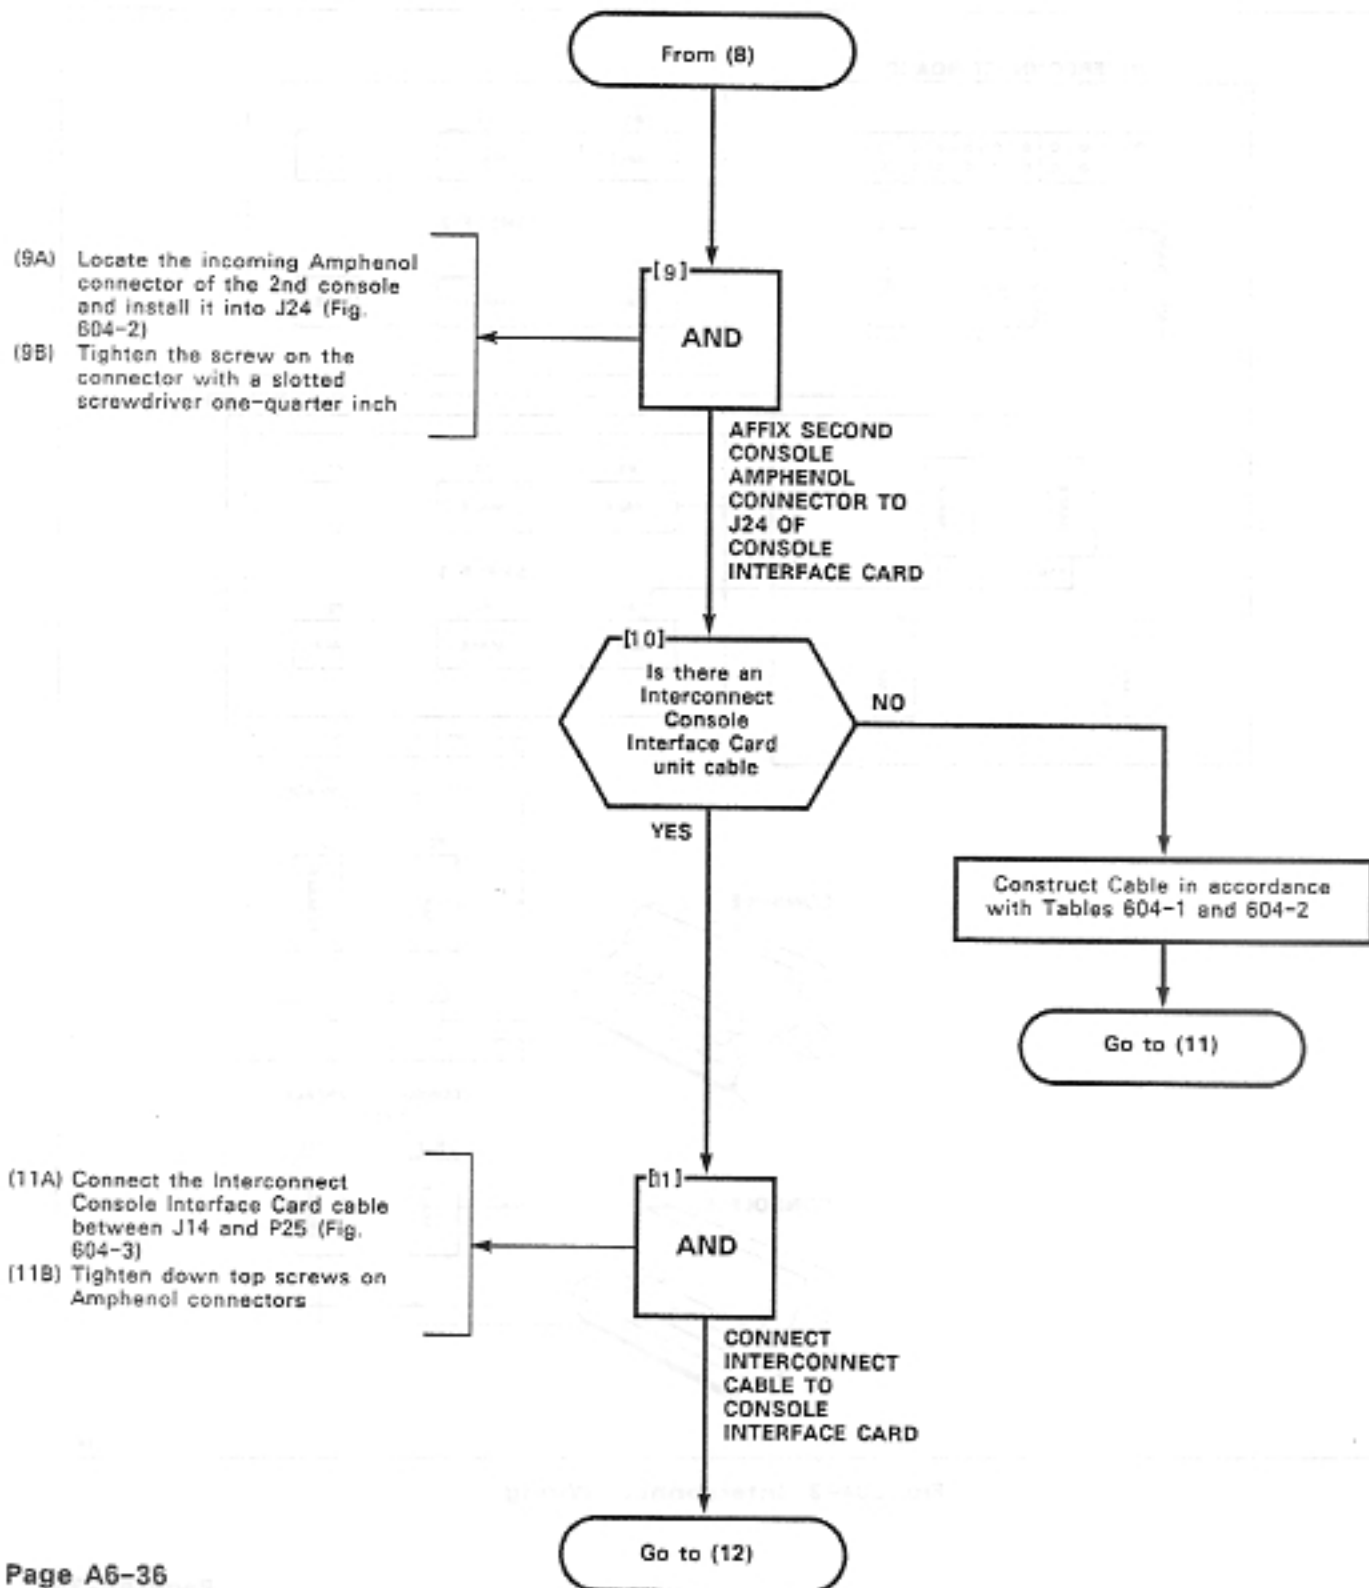 From (8)
(9A) Locate the incoming Amphenol
connector of the 2nd console
and install it into J24 (Fig.
604-2)
(9B) Tighten the screw on the
connector with a slotted
screwdriver one-quarter inch
[9]
AND
AFFIX SECOND
CONSOLE
AMPHENOL
CONNECTOR TO
J24 OF
CONSOLE
INTERFACE CARD
[10]
Is there an
Interconnect
Console
Interface Card
unit cable
NO
YES
Construct Cable in accordance
with Tables 604-1 and 604-2
Go to (11)
(11A) Connect the Interconnect
Console Interface Card cable
between J14 and P25 (Fig.
604-3)
(11B) Tighten down top screws on
Amphenol connectors
[11]
AND
CONNECT
INTERCONNECT
CABLE TO
CONSOLE
INTERFACE CARD
Go to (12)
Page A6-36